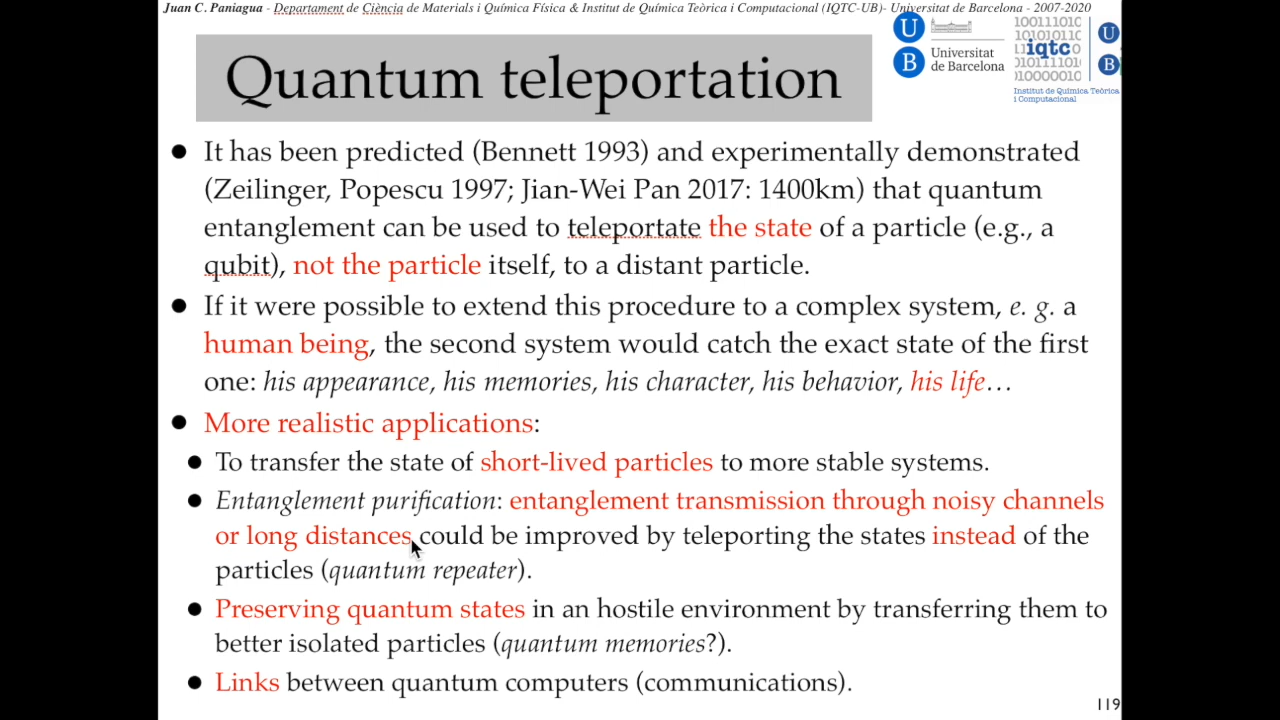 Juan C. Paniagua - Departament de Ciència de Materials i Química Física & Institut de Química Teòrica i Computacional (IQTC-UB)- Universitat de Barcelona - 2007-2020
Quantum teleportation
U
B
Universitat
de Barcelona
100111010
10101011O
iqtc
01011101
010000010
Institut de Química Teòrica
i Computacional
U
B
● It has been predicted (Bennett 1993) and experimentally demonstrated
(Zeilinger, Popescu 1997; Jian-Wei Pan 2017: 1400km) that quantum
entanglement can be used to teleportate the state of a particle (e.g., a
qubit), not the particle itself, to a distant particle.
● If it were possible to extend this procedure to a complex system, e. g. a
human being, the second system would catch the exact state of the first
one: his appearance, his memories, his character, his behavior, his life…
● More realistic applications:
● To transfer the state of short-lived particles to more stable systems.
● Entanglement purification: entanglement transmission through noisy channels
or long distances could be improved by teleporting the states instead of the
particles (quantum repeater).
● Preserving quantum states in an hostile environment by transferring them to
better isolated particles (quantum memories?).
● Links between quantum computers (communications).
119